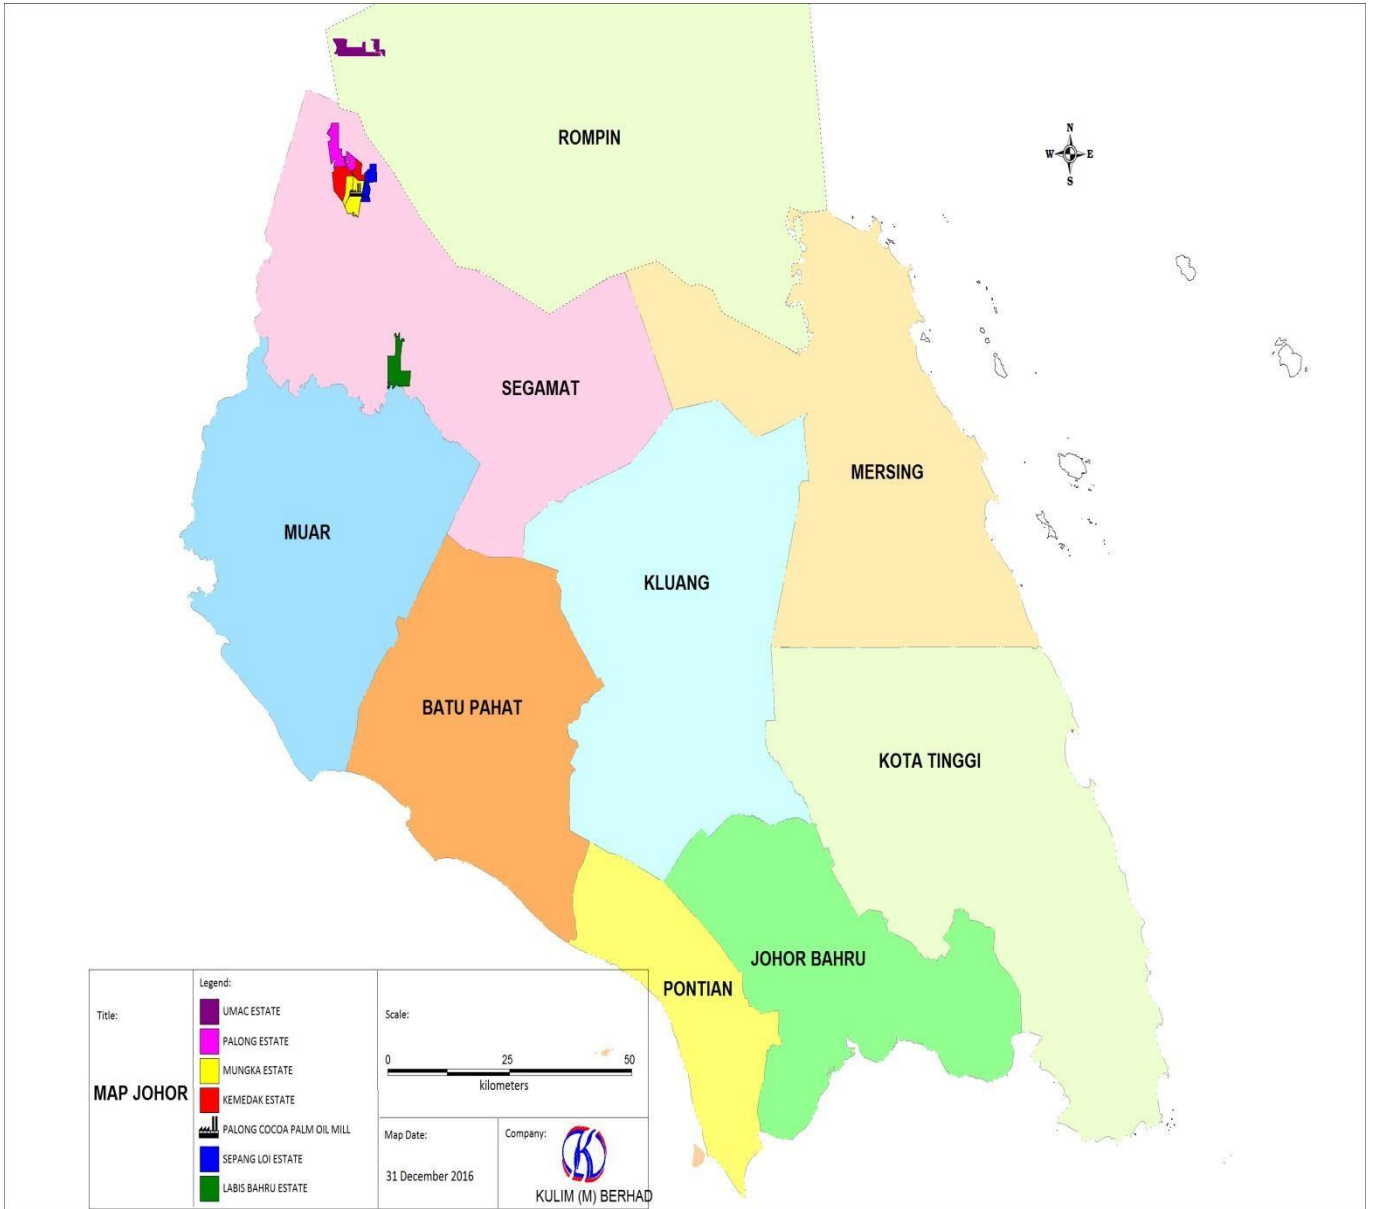 ROMPIN
N
W E
S
SEGAMAT
MERSING
MUAR
KLUANG
BATU PAHAT
KOTA TINGGI
JOHOR BAHRU
PONTIAN
Title:
MAP JOHOR
Legend:
UMAC ESTATE
PALONG ESTATE
MUNGKA ESTATE
KEMEDAK ESTATE
PALONG COCOA PALM OIL MILL
SEPANG LOI ESTATE
LABIS BAHRU ESTATE
Scale:
0 25 50
kilometers
Map Date:
31 December 2016
Company:
K
KULIM (M) BERHAD